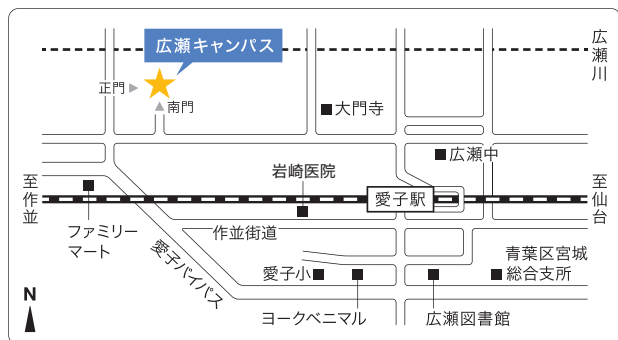 広瀬キャンパス
広瀬川
正門
南門
大門寺
広瀬中
岩崎医院
至作並
愛子駅
至仙台
ファミリー
マート
愛子バイパス
作並街道
青葉区宮城
総合支所
愛子小
ヨークベニマル
広瀬図書館
N